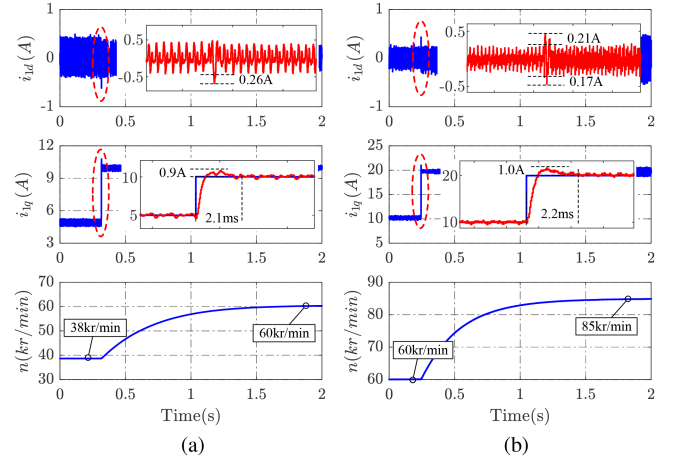 1
0
-1
i1d(A)
0.5
-0.5
0.26A
0 0.5 1 1.5 2
12
9
6
3
i1q(A)
10
5
0.9A
2.1ms
0 0.5 1 1.5 2
70
60
50
40
30
n(kr/min)
38kr/min
60kr/min
0 0.5 1 1.5 2
Time(s)
(a)
1
0
-1
i1d(A)
0.5
-0.5
0.21A
0.17A
0 0.5 1 1.5 2
25
20
15
10
5
i1q(A)
20
10
1.0A
2.2ms
0 0.5 1 1.5 2
90
80
70
60
n(kr/min)
60kr/min
85kr/min
0 0.5 1 1.5 2
Time(s)
(b)